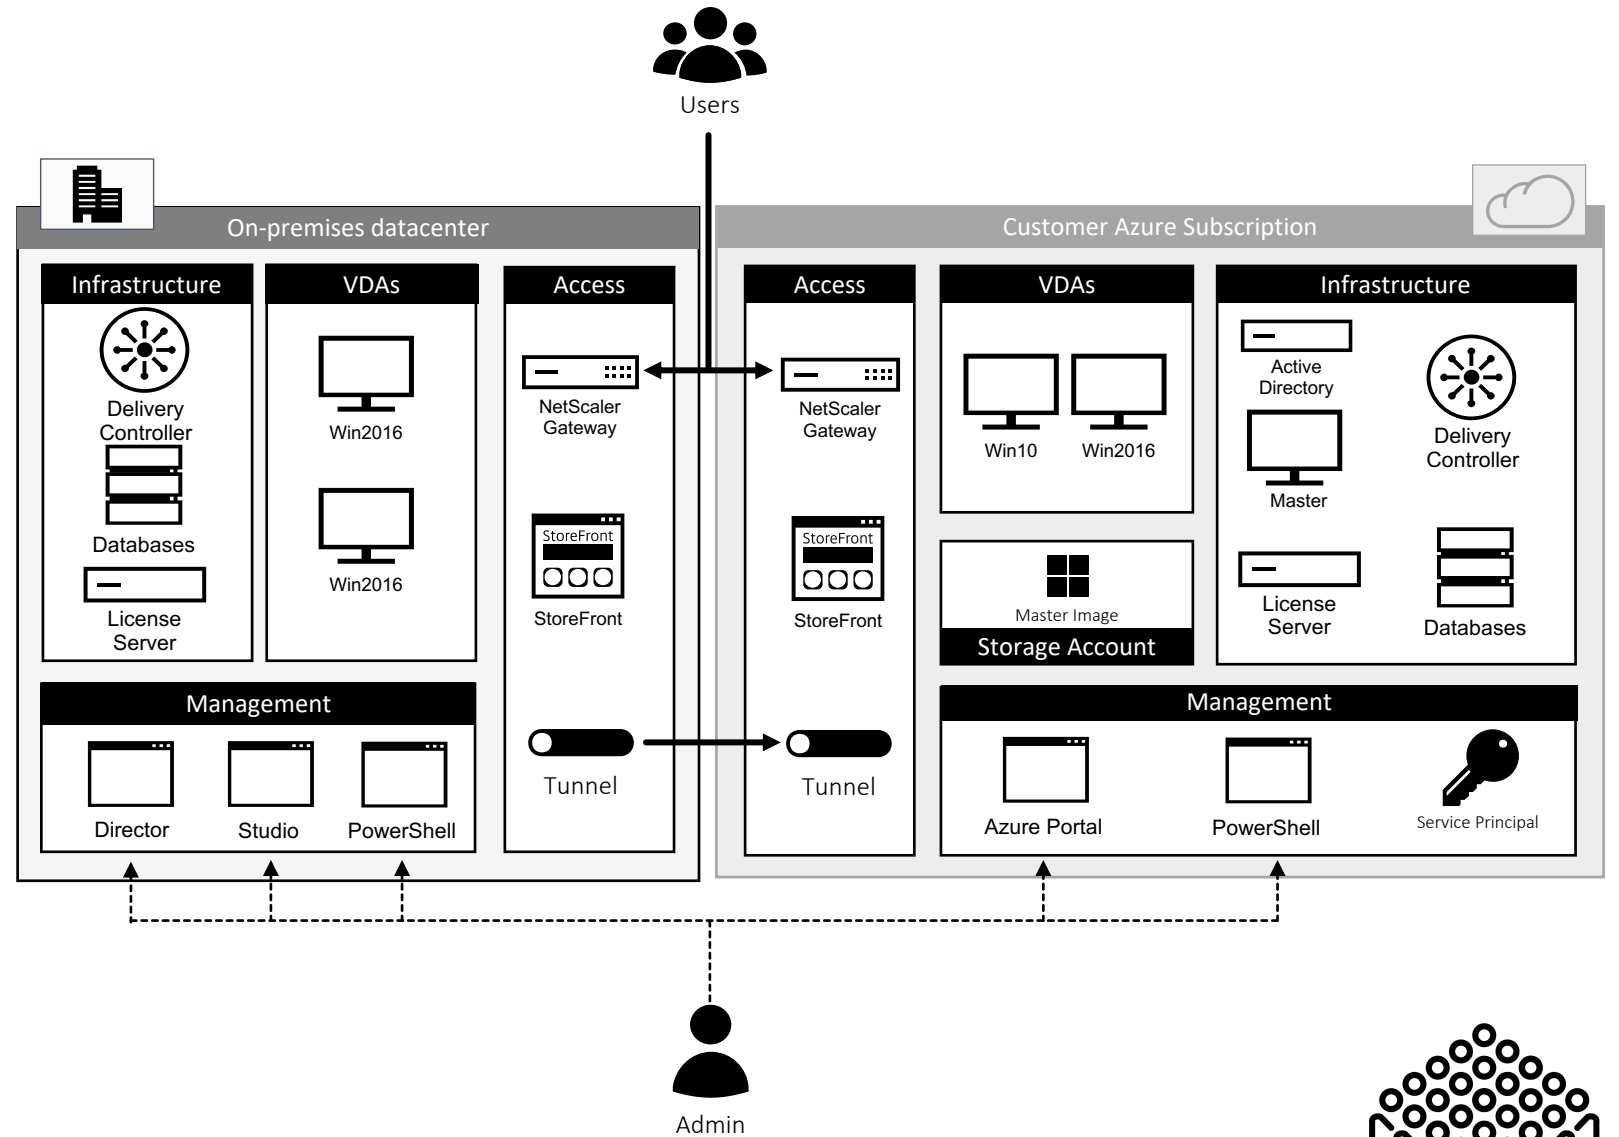 Users
On-premises datacenter
Infrastructure
Delivery
Controller
Databases
License
Server
VDAs
Win2016
Win2016
Access
NetScaler
Gateway
StoreFront
StoreFront
Tunnel
Management
Director
Studio
PowerShell
Customer Azure Subscription
Access
NetScaler
Gateway
StoreFront
StoreFront
Tunnel
VDAs
Win10
Win2016
Master Image
Storage Account
Infrastructure
Active
Directory
Master
License
Server
Delivery
Controller
Databases
Management
Azure Portal
PowerShell
Service Principal
Admin